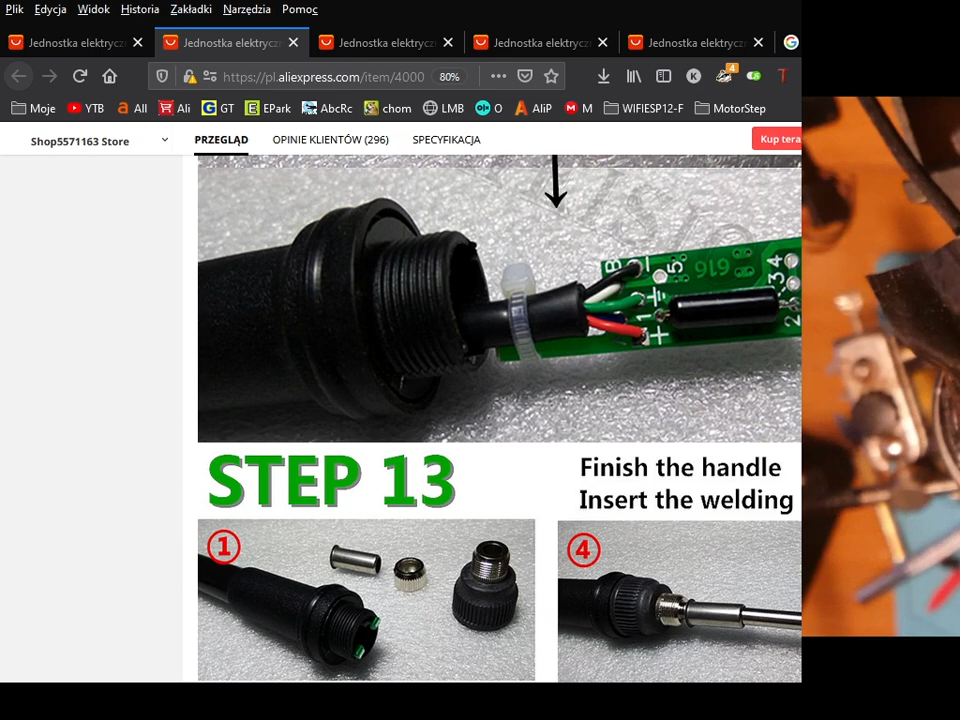 Plik Edycja Widok Historia Zakładki Narzędzia Pomoc
Jednostka elektrycz Jednostka elektrycz Jednostka elektrycz Jednostka elektrycz Jednostka elektrycz
https://pl.aliexpress.com/item/4000 80%
Moje YTB All Ali GT EPark AbcRc chom LMB O AliP M WIFIESP12-F MotorStep
Shop5571163 Store PRZEGLĄD OPINIE KLIENTÓW (296) SPECYFIKACJA Kup tera
STEP 13
Finish the handle
Insert the welding
1
4